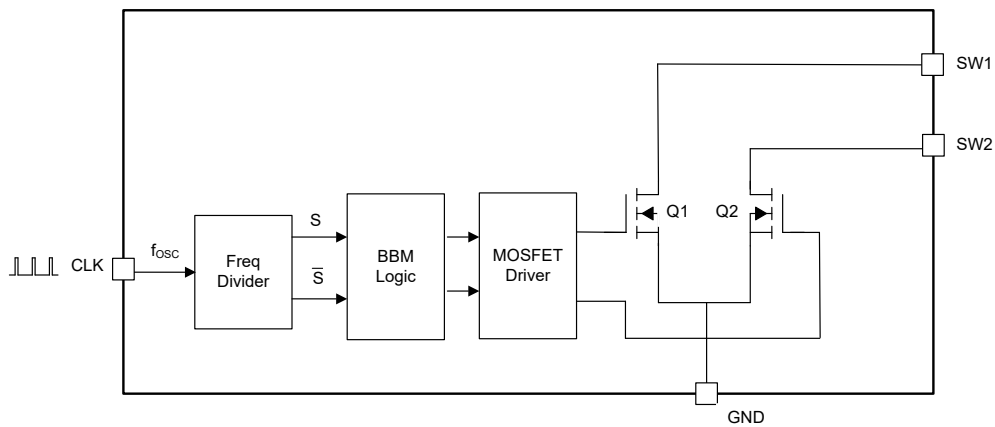 SW1
SW2
Q1
Q2
S
fOSC
CLK
Freq
Divider
S̅
BBM
Logic
MOSFET
Driver
GND